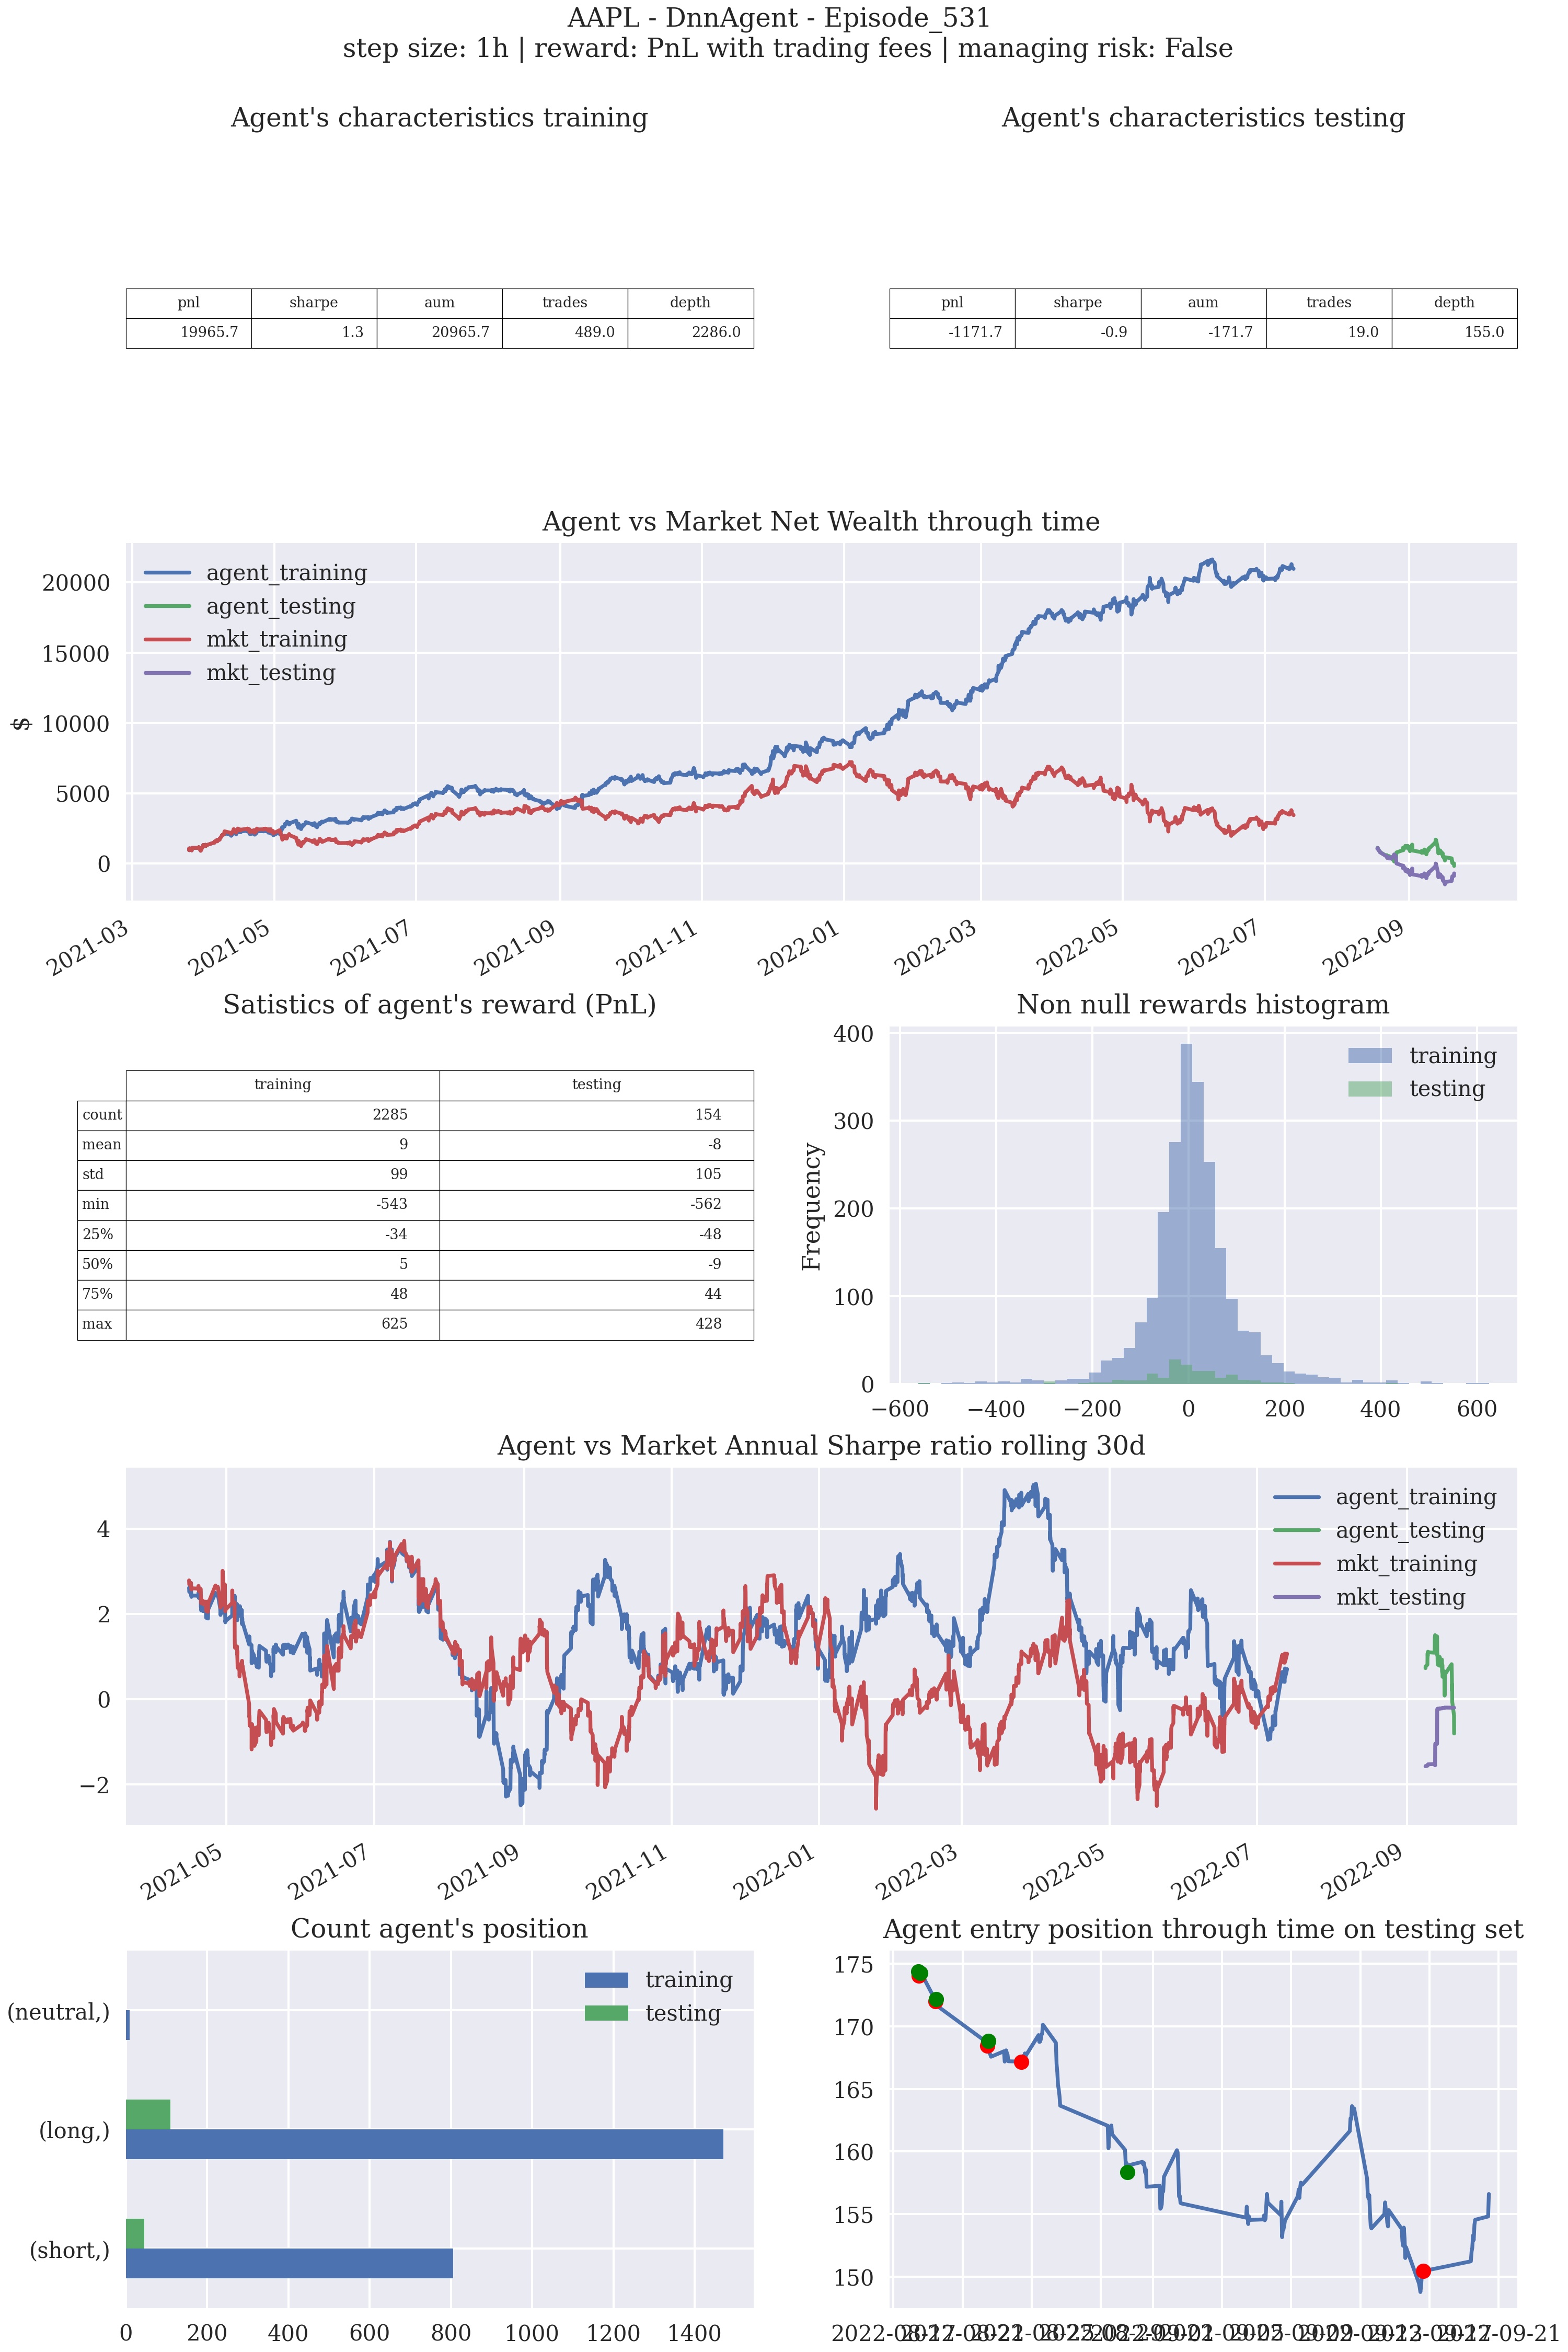 AAPL - DnnAgent - Episode_531
step size: 1h | reward: PnL with trading fees | managing risk: False
Agent's characteristics training
Agent's characteristics testing
pnl sharpe aum trades depth
19965.7 1.3 20965.7 489.0 2286.0
pnl sharpe aum trades depth
-1171.7 -0.9 -171.7 19.0 155.0
Agent vs Market Net Wealth through time
agent_training
agent_testing
mkt_training
mkt_testing
$
20000
15000
10000
5000
0
2021-03 2021-05 2021-07 2021-09 2021-11 2022-01 2022-03 2022-05 2022-07 2022-09
Satistics of agent's reward (PnL)
training testing
count 2285 154
mean 9 -8
std 99 105
min -543 -562
25% -34 -48
50% 5 -9
75% 48 44
max 625 428
Non null rewards histogram
training
testing
Frequency
400
300
200
100
0
−600 −400 −200 0 200 400 600
Agent vs Market Annual Sharpe ratio rolling 30d
agent_training
agent_testing
mkt_training
mkt_testing
4
2
0
−2
2021-05 2021-07 2021-09 2021-11 2022-01 2022-03 2022-05 2022-07 2022-09
Count agent's position
training
testing
(neutral,)
(long,)
(short,)
0 200 400 600 800 1000 1200 1400
Agent entry position through time on testing set
175
170
165
160
155
150